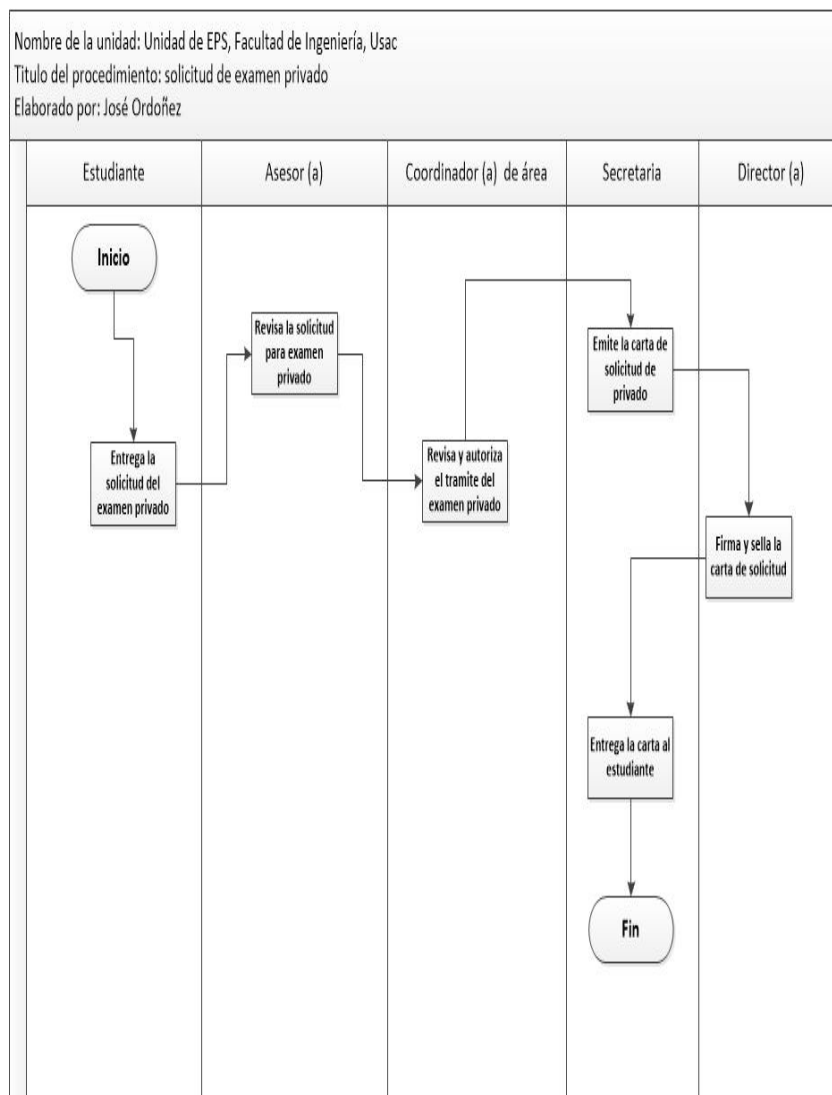 Nombre de la unidad: Unidad de EPS, Facultad de Ingeniería, Usac
Titulo del procedimiento: solicitud de examen privado
Elaborado por: José Ordoñez
Estudiante
Asesor (a)
Coordinador (a) de área
Secretaria
Director (a)
Inicio
Entrega la
solicitud del
examen privado
Revisa la solicitud
para examen
privado
Revisa y autoriza
el tramite del
examen privado
Emite la carta de
solicitud de
privado
Firma y sella la
carta de solicitud
Entrega la carta al
estudiante
Fin